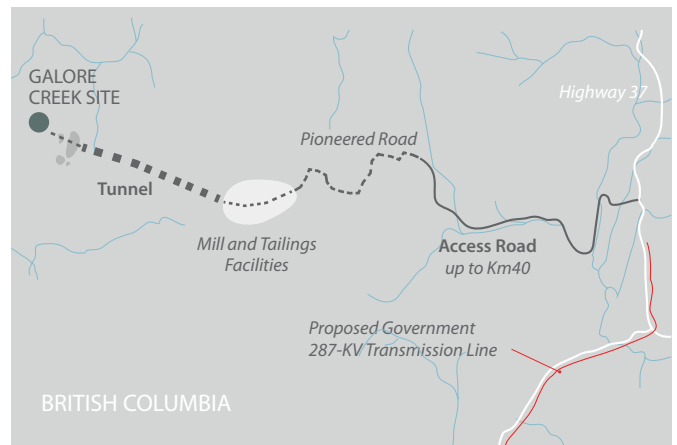 GALORE
CREEK SITE
Highway 37
Pioneered Road
Tunnel
Mill and Tailings
Facilities
Access Road
up to Km40
Proposed Government
287-KV Transmission Line
BRITISH COLUMBIA